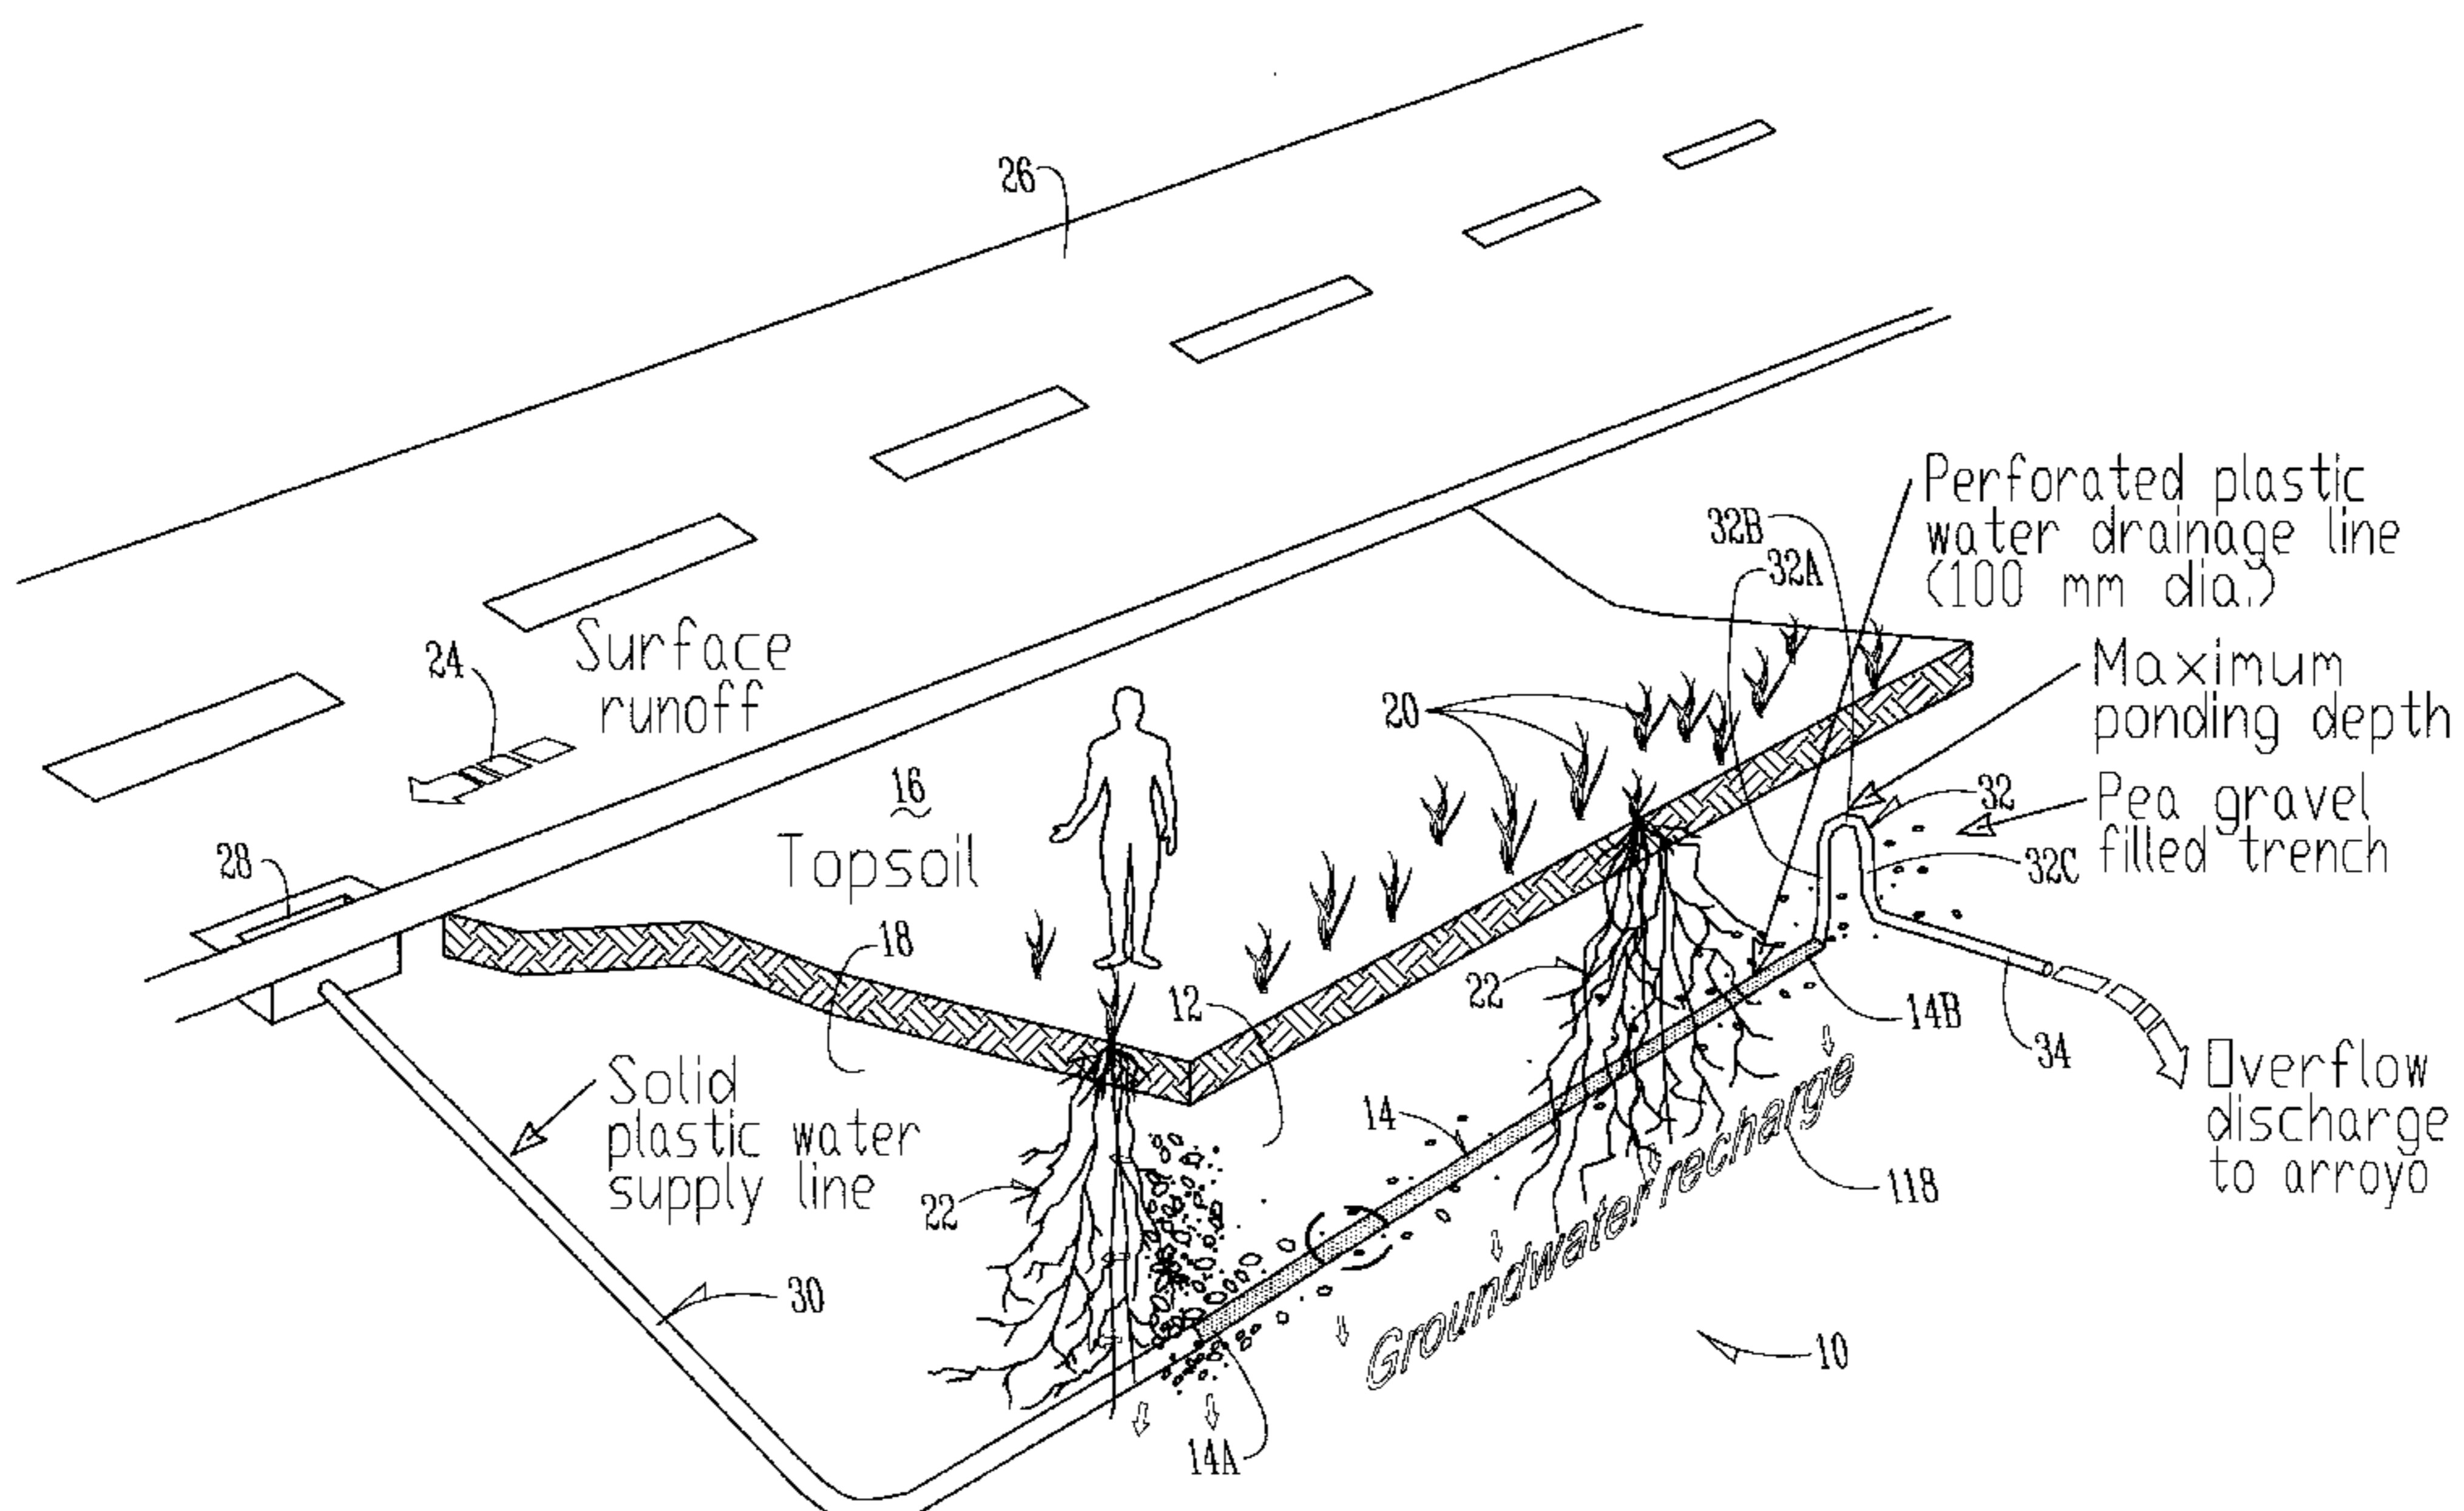 26
Perforated plastic
water drainage line
(100 mm dia.)
32B
32A
24
Surface
runoff
Maximum
ponding depth
20
16
Topsoil
32
Pea gravel
filled trench
32C
28
18
12
22
14B
34
Solid
plastic water
supply line
Overflow
discharge
to arroyo
14
22
118
Groundwater recharge
30
10
14A